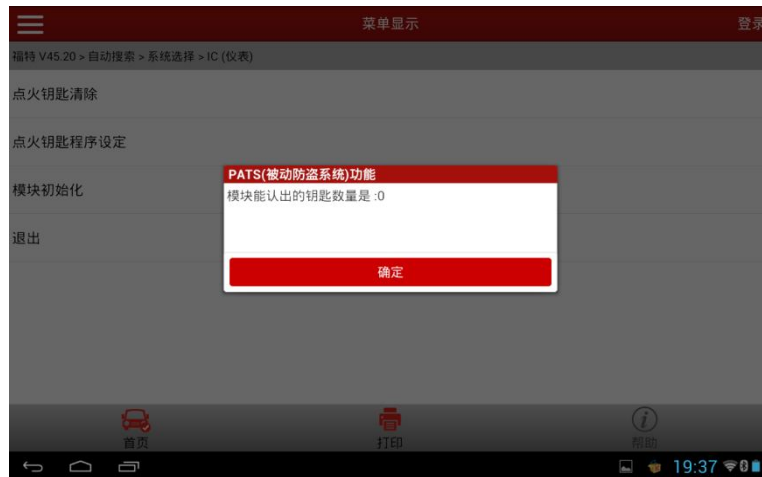 菜单显示
登录
福特 V45.20 > 自动搜索 > 系统选择 > IC (仪表)
点火钥匙清除
点火钥匙程序设定
PATS(被动防盗系统)功能
模块能认出的钥匙数量是 :0
模块初始化
退出
确定
首页
打印
帮助
19:37